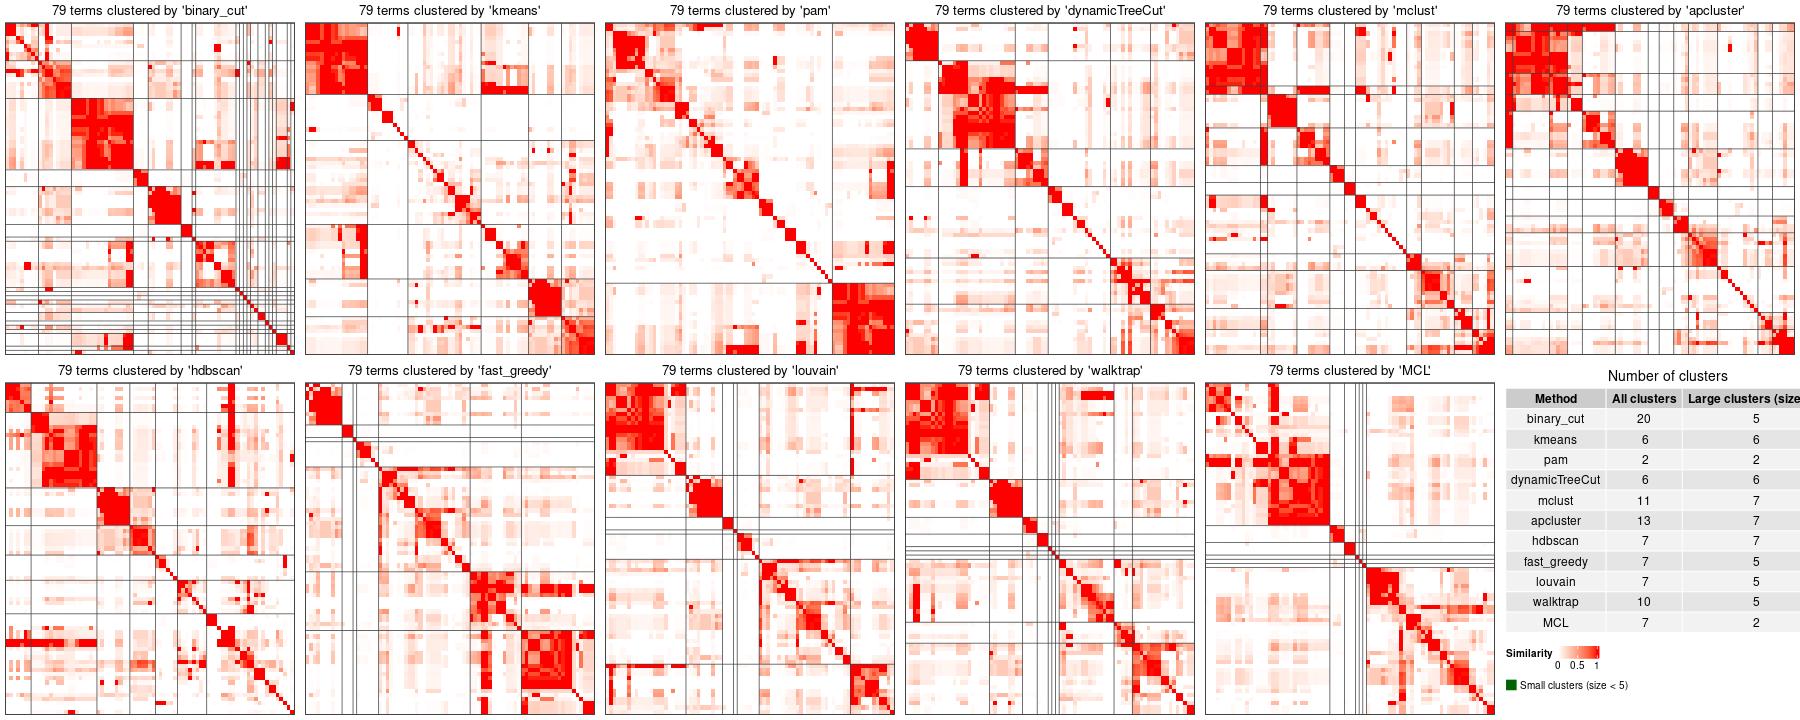 79 terms clustered by 'binary_cut'
79 terms clustered by 'kmeans'
79 terms clustered by 'pam'
79 terms clustered by 'dynamicTreeCut'
79 terms clustered by 'mclust'
79 terms clustered by 'apcluster'
79 terms clustered by 'hdbscan'
79 terms clustered by 'fast_greedy'
79 terms clustered by 'louvain'
79 terms clustered by 'walktrap'
79 terms clustered by 'MCL'
Number of clusters
Method All clusters Large clusters (size
binary_cut 20 5
kmeans 6 6
pam 2 2
dynamicTreeCut 6 6
mclust 11 7
apcluster 13 7
hdbscan 7 7
fast_greedy 7 5
louvain 7 5
walktrap 10 5
MCL 7 2
Similarity
0 0.5 1
Small clusters (size < 5)